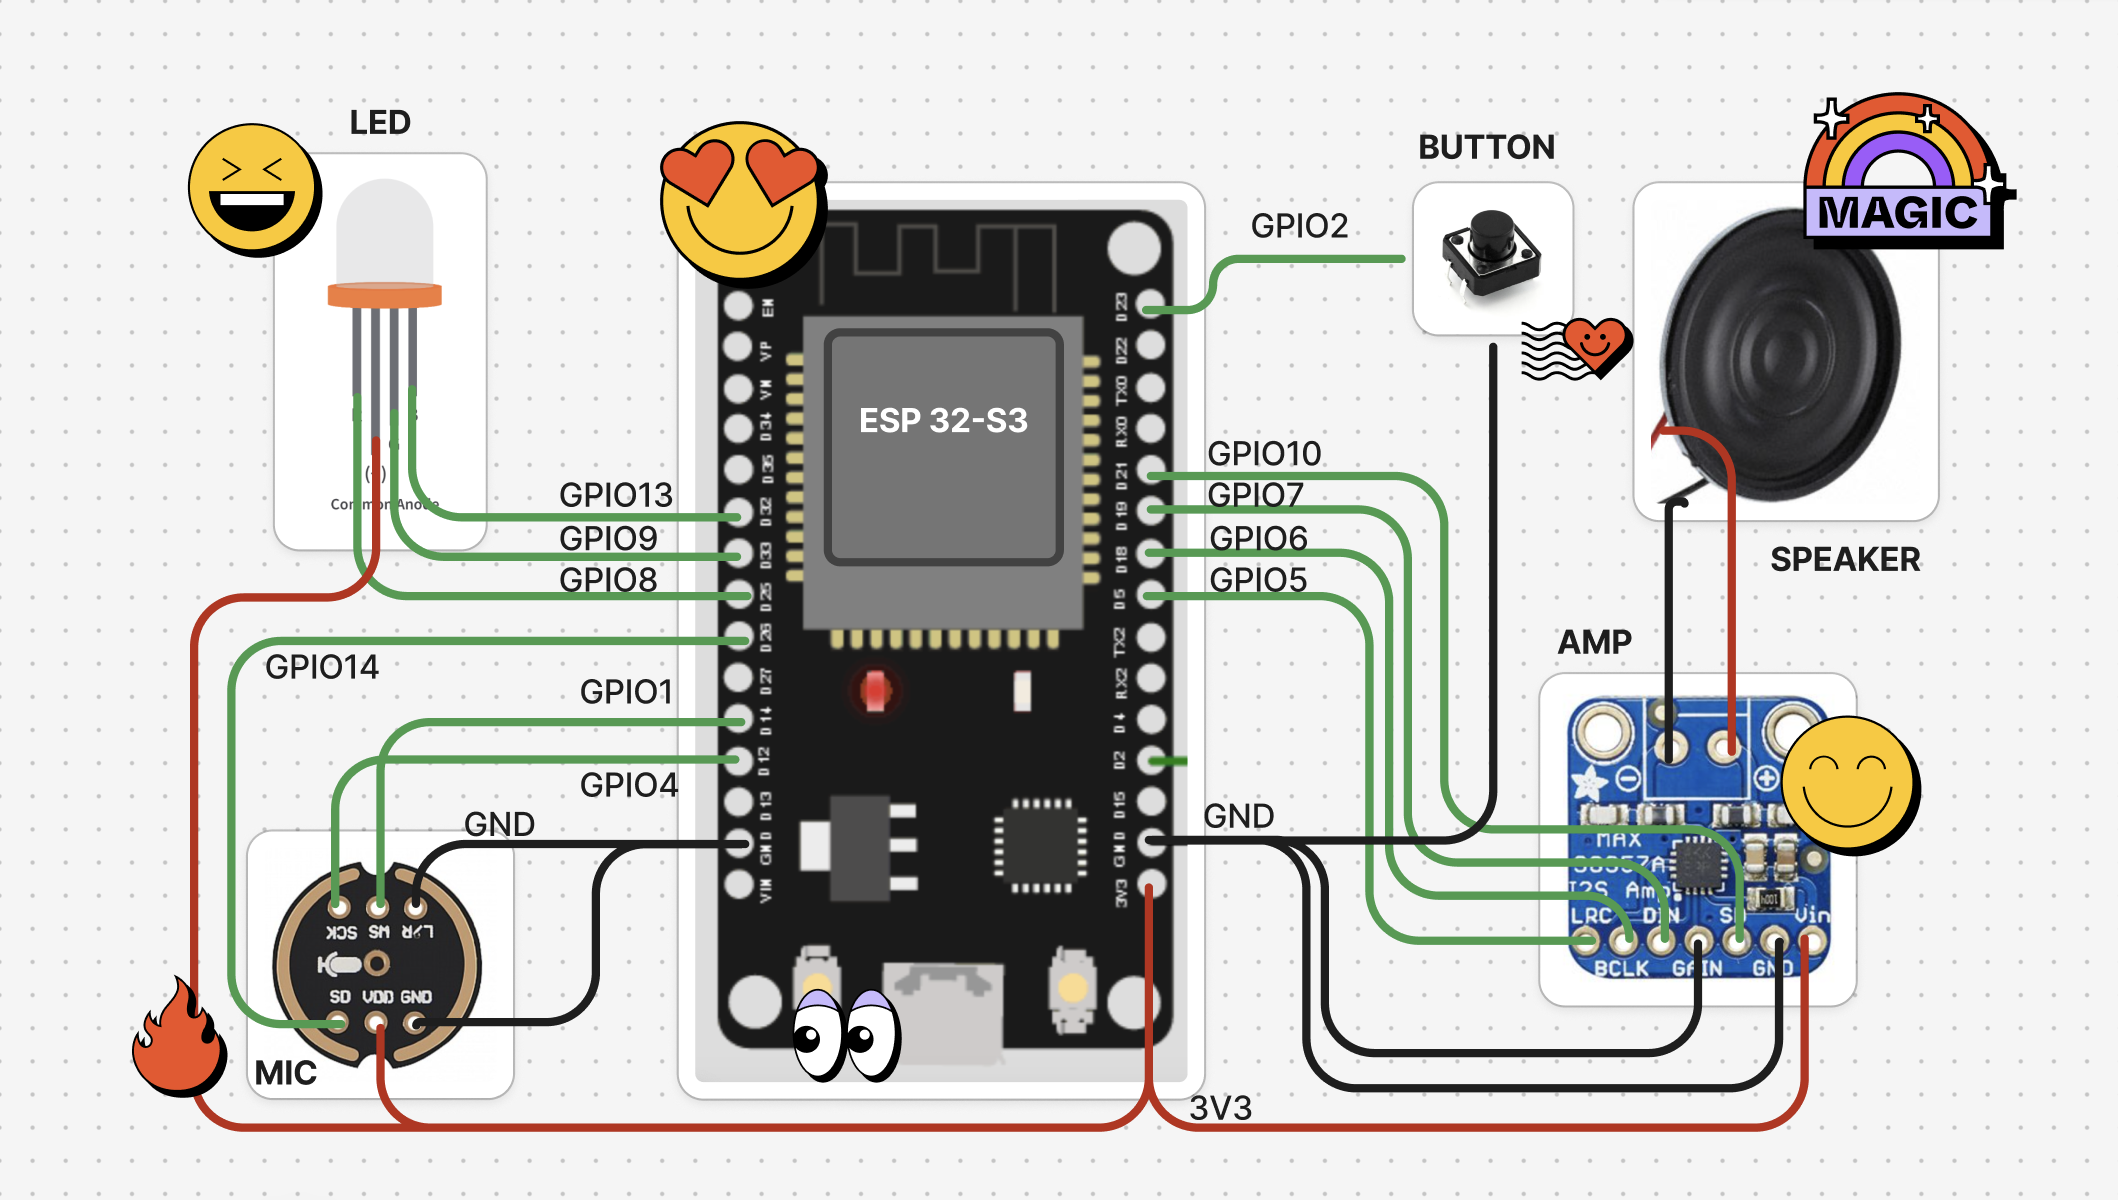 LED
BUTTON
MAGIC
GPIO2
EN
VP
VN
D34
D35
D32
D33
D25
D26
D27
D14
D12
D13
GND
VIN
D23
D22
TX0
RX0
D21
D19
D18
D5
TX2
RX2
D4
D2
D15
GND
3V3
ESP 32-S3
Common Anode
GPIO13
GPIO9
GPIO8
GPIO10
GPIO7
GPIO6
GPIO5
SPEAKER
AMP
GPIO14
GPIO1
GPIO4
GND
GND
SCK WS L/R
SD VDD GND
MIC
MAX
98357A
I2S Amp
LRC DIN SD Vin
BCLK GAIN GND
3V3